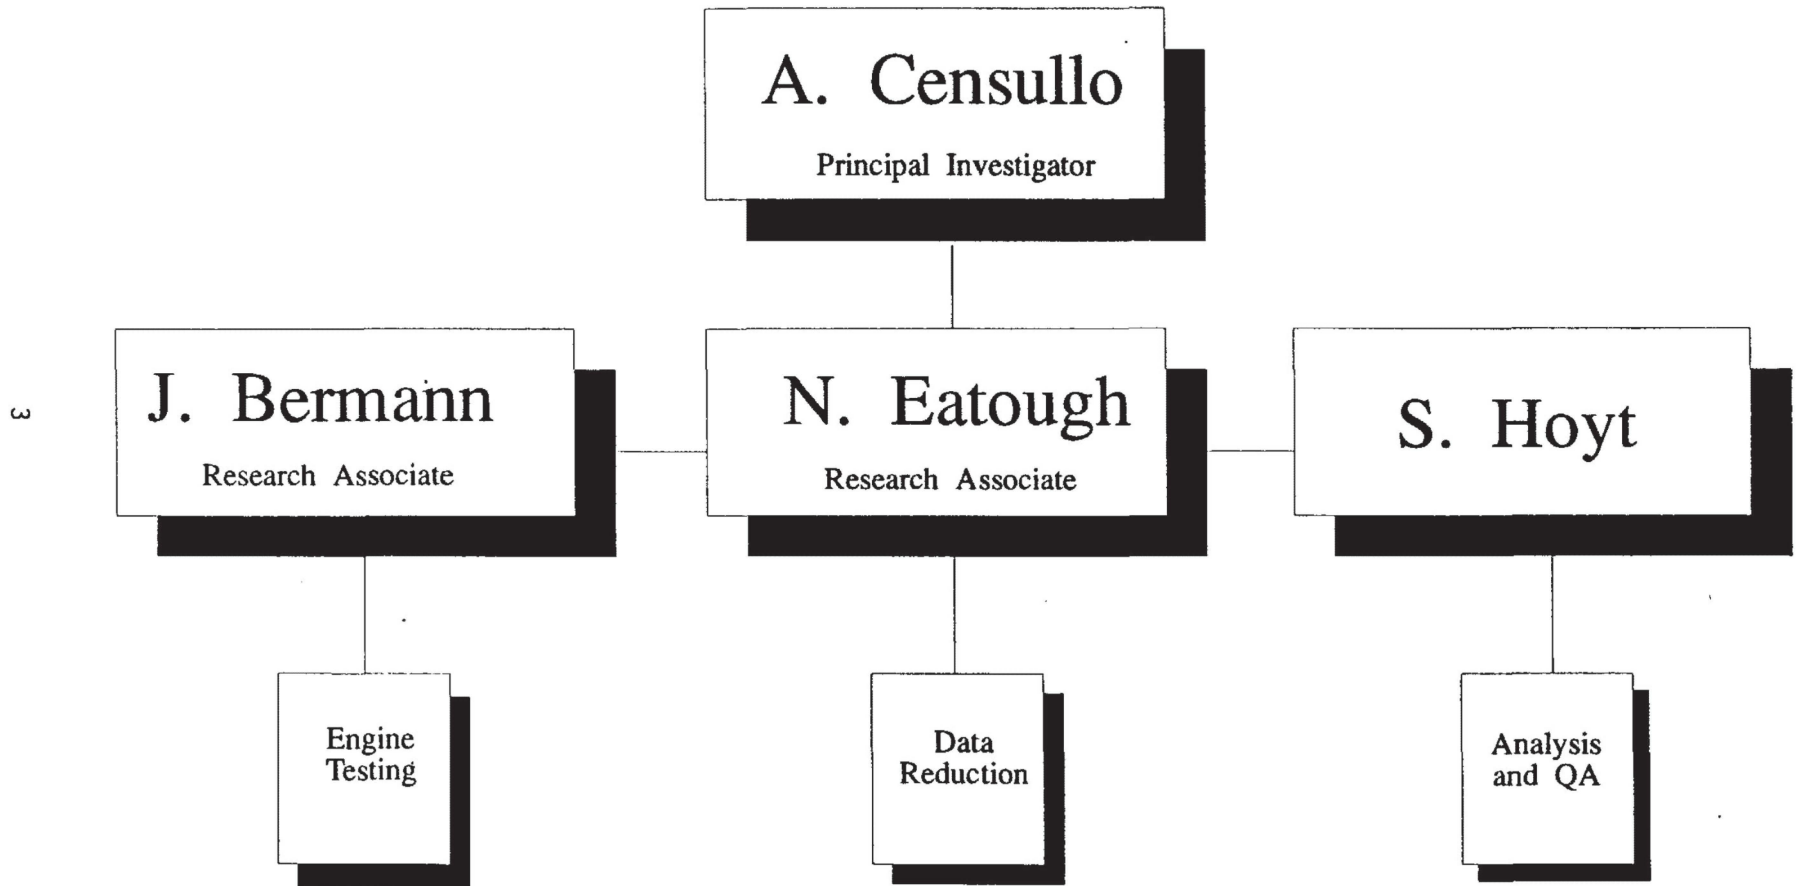 A. Censullo
Principal Investigator
J. Bermann
Research Associate
N. Eatough
Research Associate
S. Hoyt
3
Engine
Testing
Data
Reduction
Analysis
and QA